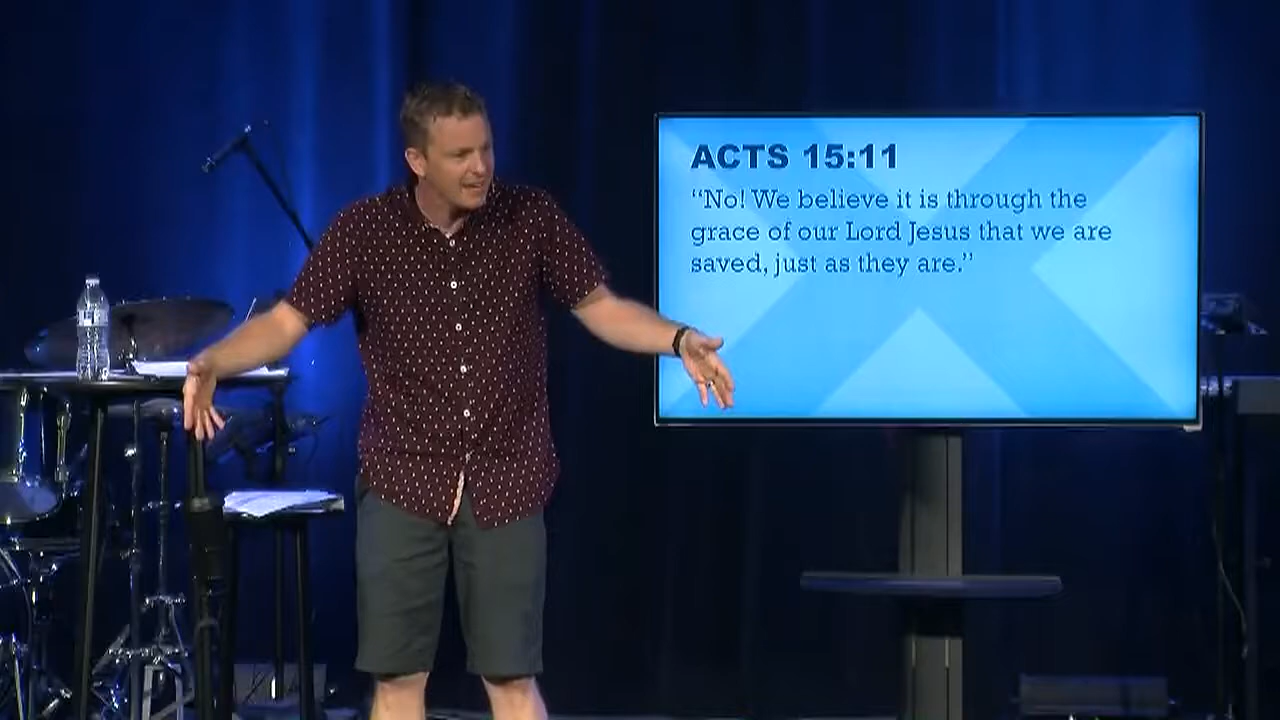 ACTS 15:11
“No! We believe it is through the
grace of our Lord Jesus that we are
saved, just as they are.”